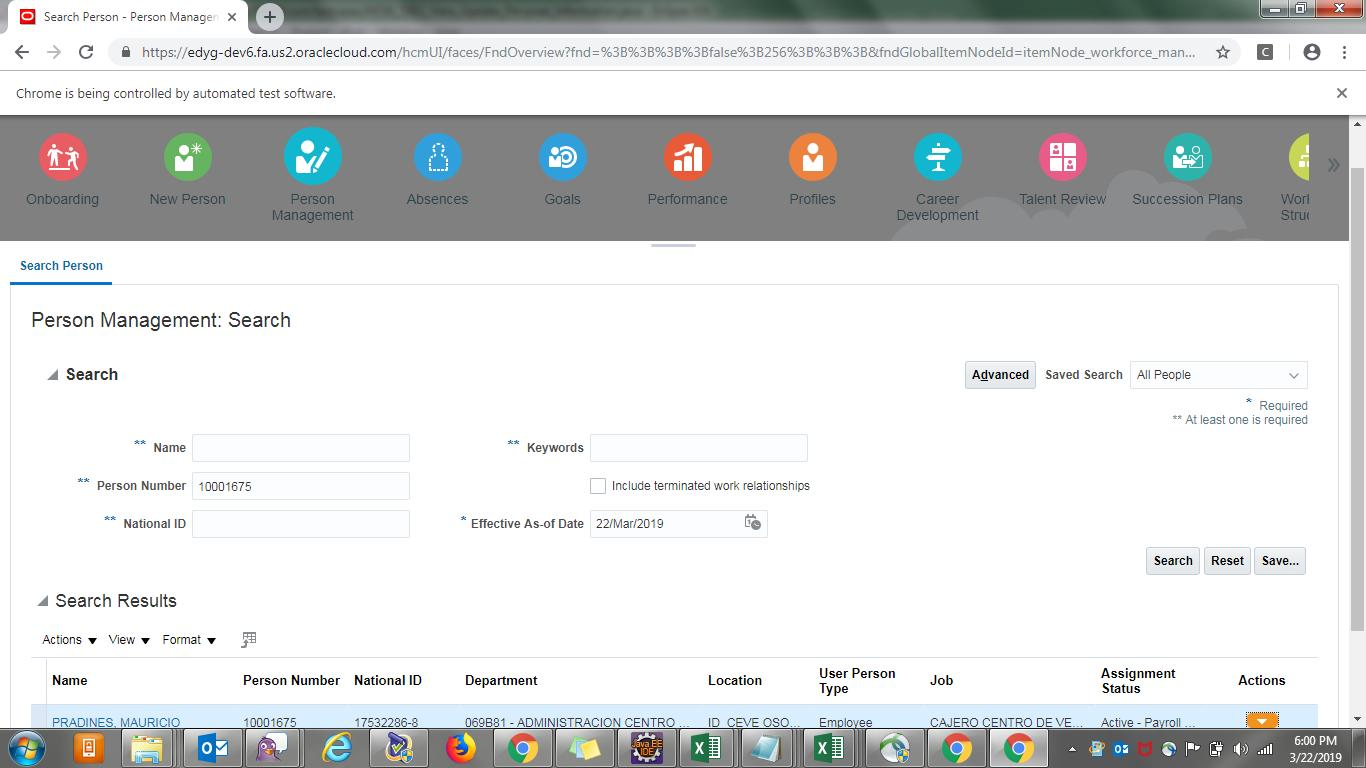 Search Person - Person Managen
https://edyg-dev6.fa.us2.oraclecloud.com/hcmUI/faces/FndOverview?fnd=%3B%3B%3B%3Bfalse%3B256%3B%3B%3B&fndGlobalItemNodeId=itemNode_workforce_man...
Chrome is being controlled by automated test software.
Onboarding New Person Person Management Absences Goals Performance Profiles Career Development Talent Review Succession Plans Worl Struc
Search Person
Person Management: Search
Search
Advanced Saved Search All People
* Required
** At least one is required
** Name ** Keywords
** Person Number 10001675 Include terminated work relationships
** National ID * Effective As-of Date 22/Mar/2019
Search Reset Save...
Search Results
Actions View Format
Name Person Number National ID Department Location User Person Type Job Assignment Status Actions
PRADINES, MAURICIO 10001675 17532286-8 069B81 - ADMINISTRACION CENTRO ... ID_CEVE OSO... Employee CAJERO CENTRO DE VE... Active - Payroll ...
Java EE
IDE
6:00 PM
3/22/2019